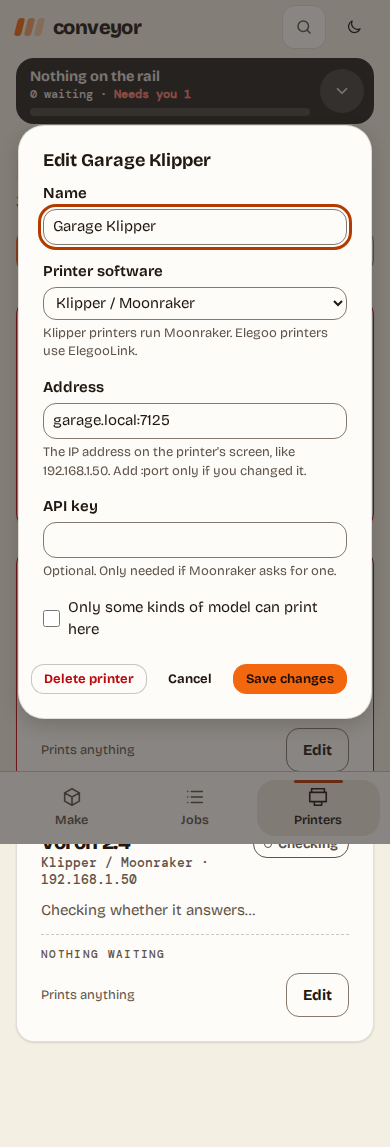 conveyor
Nothing on the rail
0 waiting · Needs you 1
Edit Garage Klipper
Name
Garage Klipper
Printer software
Klipper / Moonraker
Klipper printers run Moonraker. Elegoo printers
use ElegooLink.
Address
garage.local:7125
The IP address on the printer's screen, like
192.168.1.50. Add :port only if you changed it.
API key
Optional. Only needed if Moonraker asks for one.
Only some kinds of model can print
here
Delete printer
Cancel
Save changes
Prints anything
Edit
Make
Jobs
Printers
Voron 2.4
Checking
Klipper / Moonraker ·
192.168.1.50
Checking whether it answers...
NOTHING WAITING
Prints anything
Edit